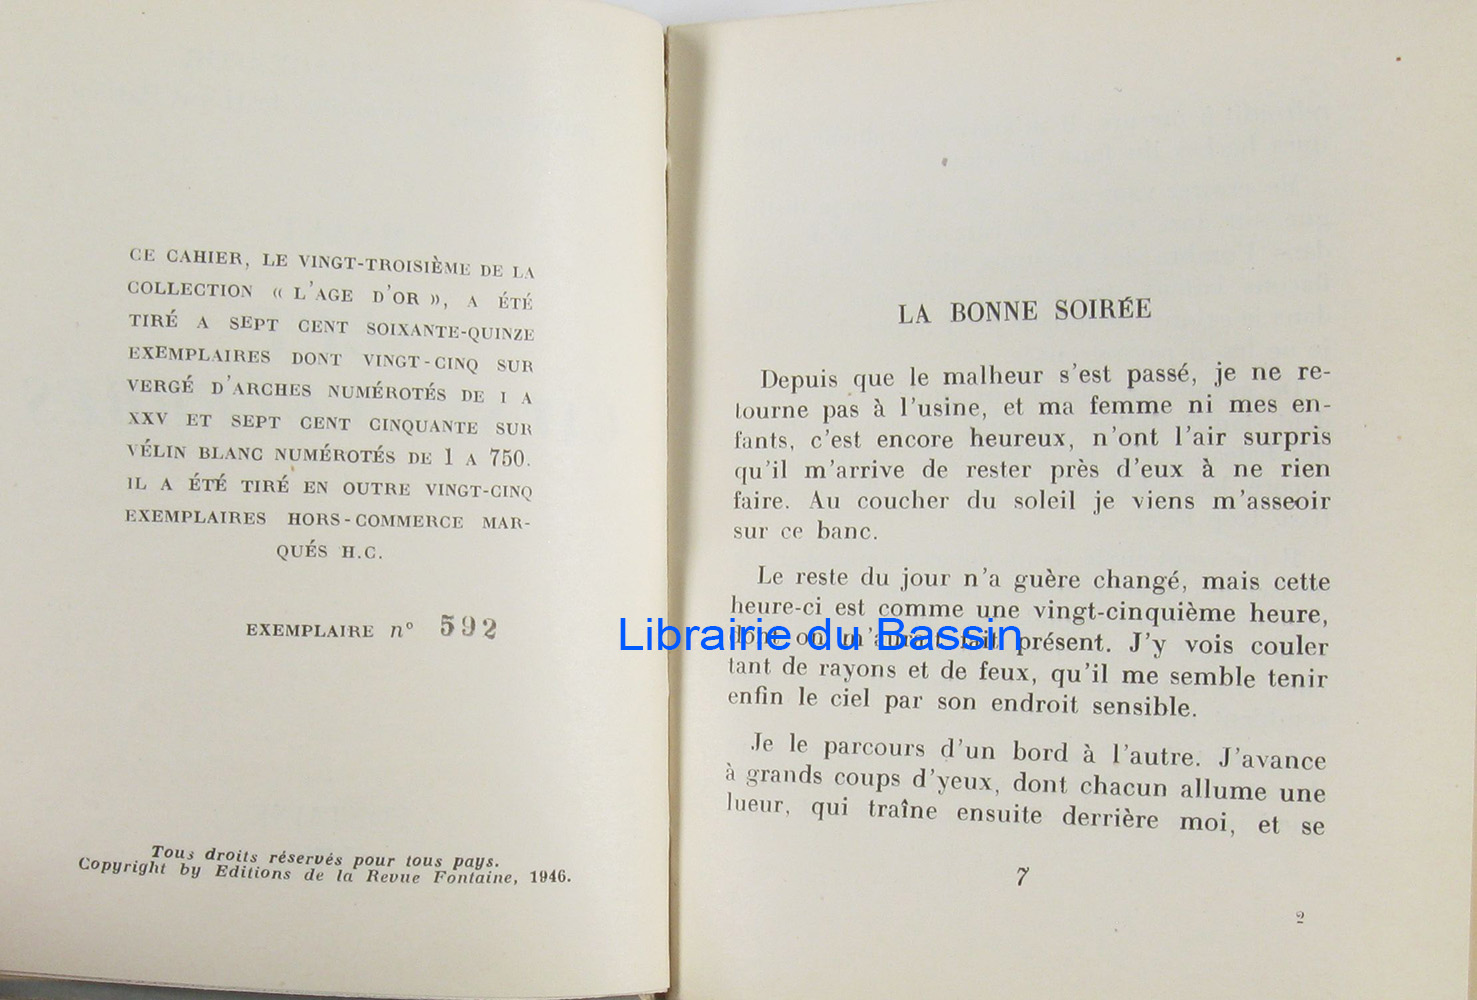 CE CAHIER, LE VINGT-TROISIÈME DE LA
COLLECTION « L'AGE D'OR », A ÉTÉ
TIRÉ A SEPT CENT SOIXANTE-QUINZE
EXEMPLAIRES DONT VINGT-CINQ SUR
VERGÉ D'ARCHES NUMÉROTÉS DE I A
XXV ET SEPT CENT CINQUANTE SUR
VÉLIN BLANC NUMÉROTÉS DE 1 A 750.
IL A ÉTÉ TIRÉ EN OUTRE VINGT-CINQ
EXEMPLAIRES HORS-COMMERCE MAR-
QUÉS H.C.
EXEMPLAIRE n° 592
Tous droits réservés pour tous pays.
Copyright by Editions de la Revue Fontaine, 1946.
LA BONNE SOIRÉE
Depuis que le malheur s'est passé, je ne re-
tourne pas à l'usine, et ma femme ni mes en-
fants, c'est encore heureux, n'ont l'air surpris
qu'il m'arrive de rester près d'eux à ne rien
faire. Au coucher du soleil je viens m'asseoir
sur ce banc.
Le reste du jour n'a guère changé, mais cette
heure-ci est comme une vingt-cinquième heure,
dont on m'aurait fait présent. J'y vois couler
tant de rayons et de feux, qu'il me semble tenir
enfin le ciel par son endroit sensible.
Je le parcours d'un bord à l'autre. J'avance
à grands coups d'yeux, dont chacun allume une
lueur, qui traîne ensuite derrière moi, et se
7
2
Librairie du Bassin